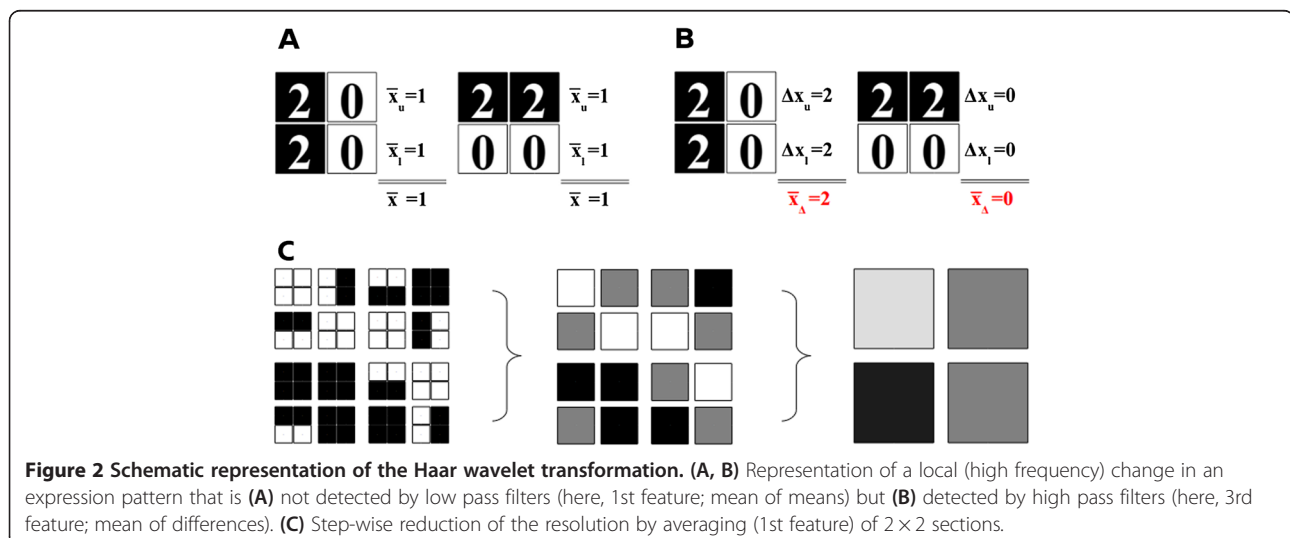 A
B
2 0 x̅ᵤ=1 2 2 x̅ᵤ=1
2 0 x̅ₗ=1 0 0 x̅ₗ=1
x̅ =1 x̅ =1
2 0 Δxᵤ=2 2 2 Δxᵤ=0
2 0 Δxₗ=2 0 0 Δxₗ=0
x̅_Δ=2 x̅_Δ=0
C
Figure 2 Schematic representation of the Haar wavelet transformation. (A, B) Representation of a local (high frequency) change in an
expression pattern that is (A) not detected by low pass filters (here, 1st feature; mean of means) but (B) detected by high pass filters (here, 3rd
feature; mean of differences). (C) Step-wise reduction of the resolution by averaging (1st feature) of 2 × 2 sections.